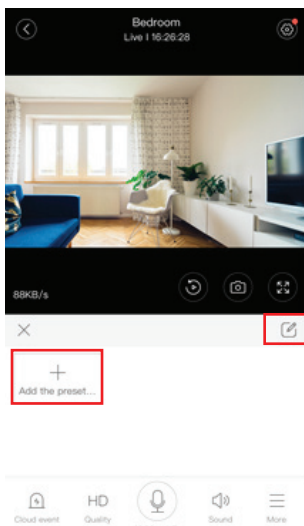 Bedroom
Live | 16:26:28
88KB/s
Add the preset...
HD
Cloud event Quality Sound More